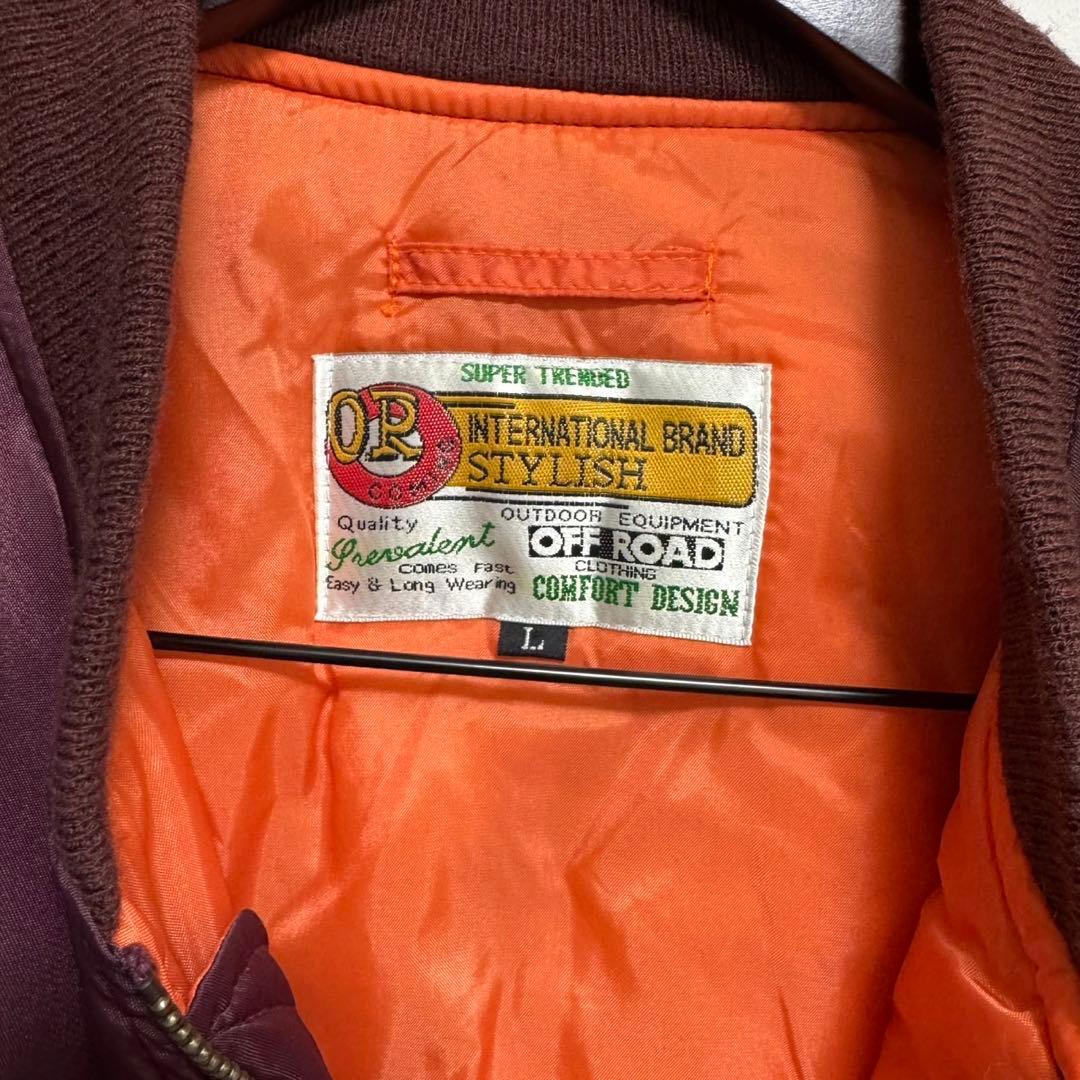 SUPER TRENDED
OR
INTERNATIONAL BRAND
STYLISH
Quality
Prevalent
comes Fast
Easy & Long Wearing
OUTDOOR EQUIPMENT
OFF ROAD
CLOTHING
COMFORT DESIGN
L